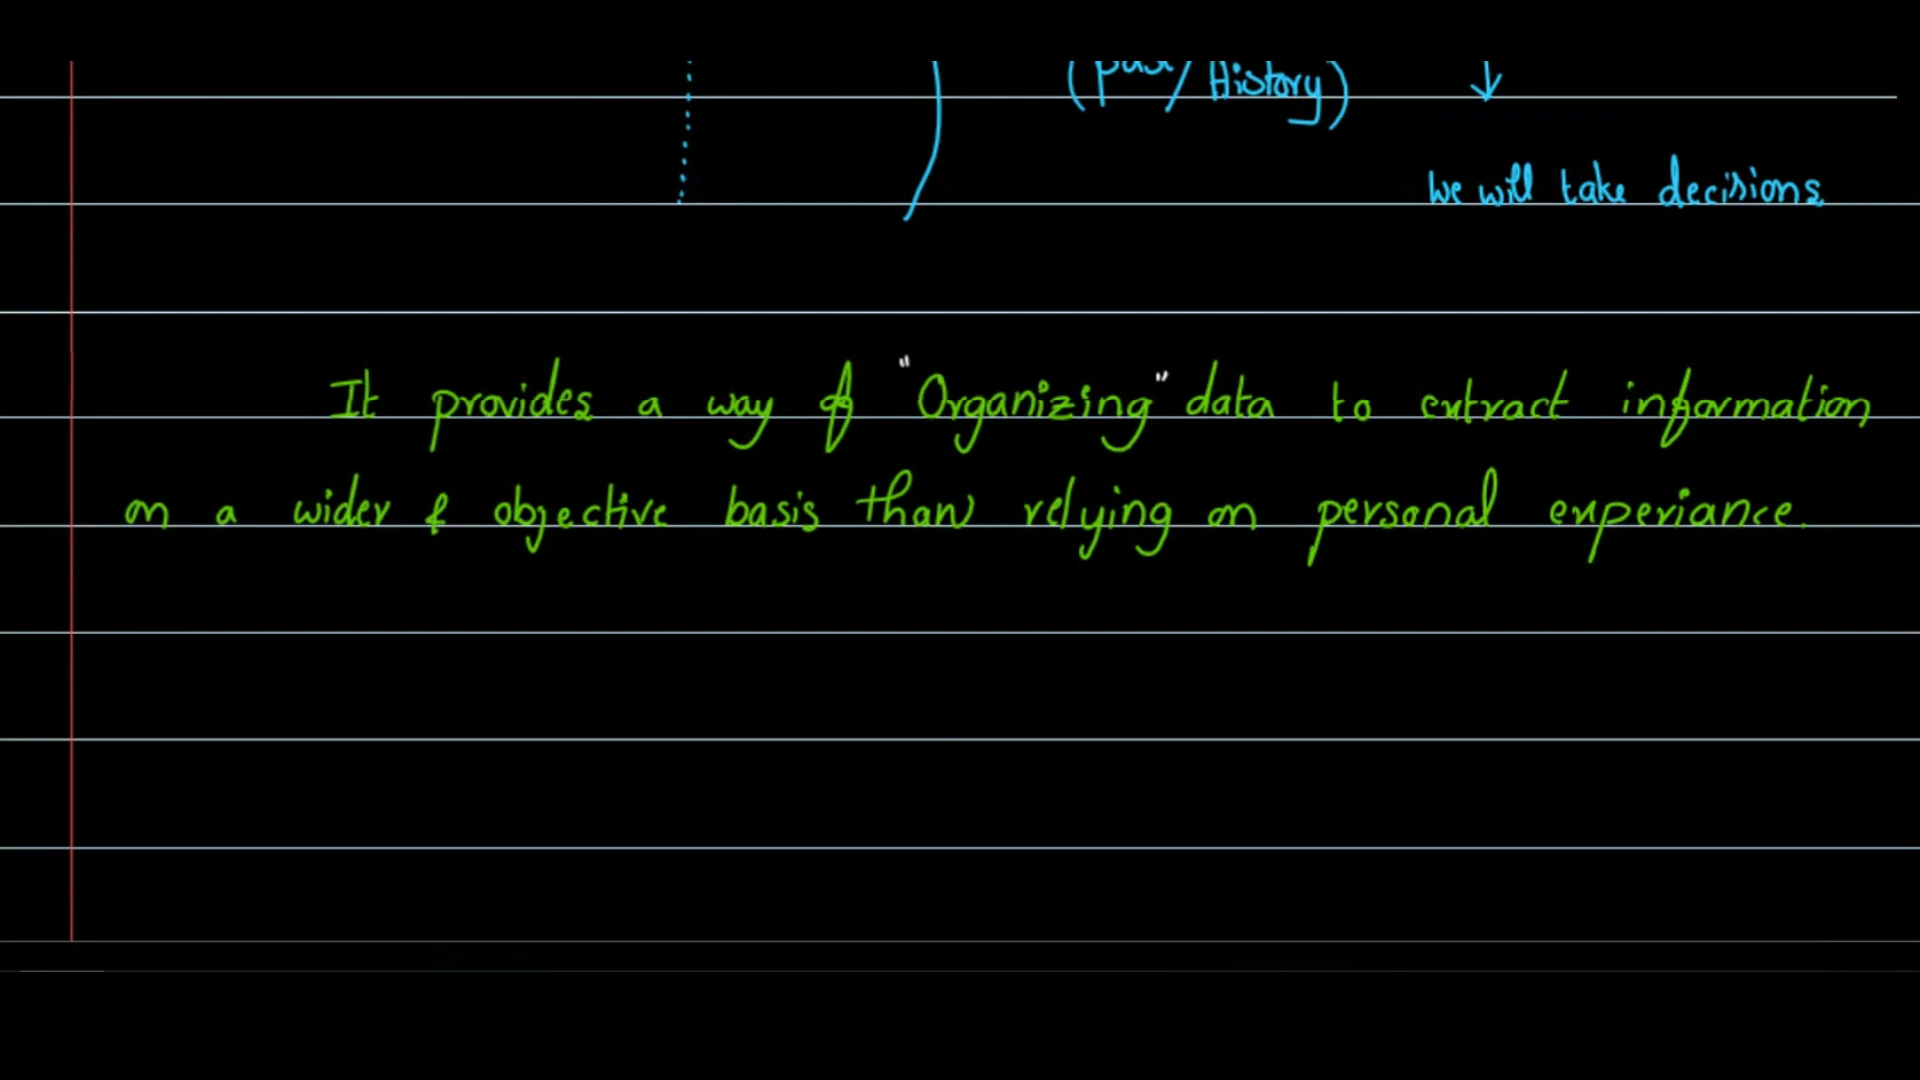 (past/ History) ↓
We will take decisions
It provides a way of "Organizing" data to extract information
on a wider & objective basis than relying on personal experiance.